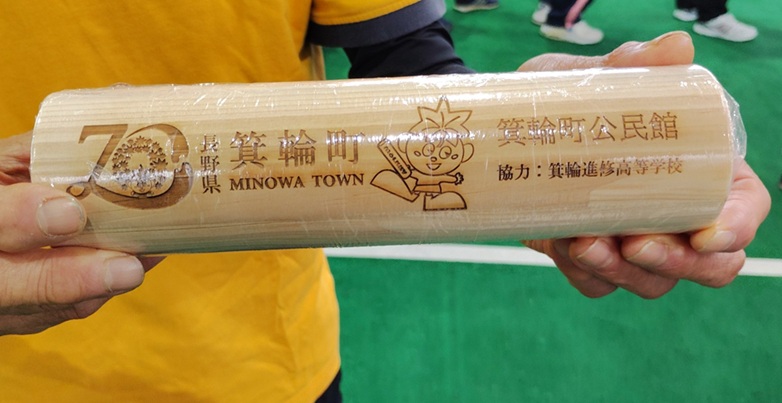 70
長野県
箕輪町
MINOWA TOWN
箕輪町公民館
協力：箕輪進修高等学校